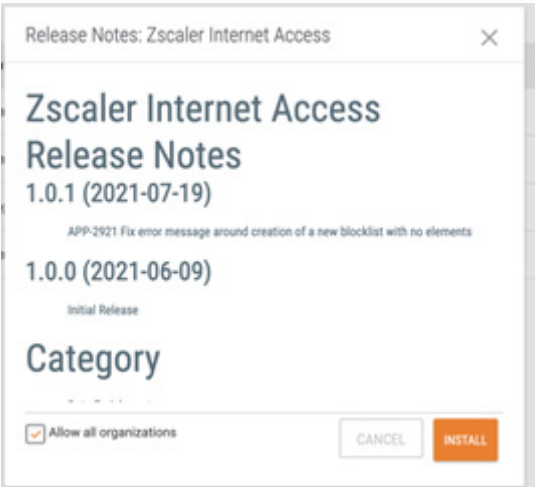 Release Notes: Zscaler Internet Access
Zscaler Internet Access
Release Notes
1.0.1 (2021-07-19)
APP-2921 Fix error message around creation of a new blocklist with no elements
1.0.0 (2021-06-09)
Initial Release
Category
Allow all organizations
CANCEL
INSTALL